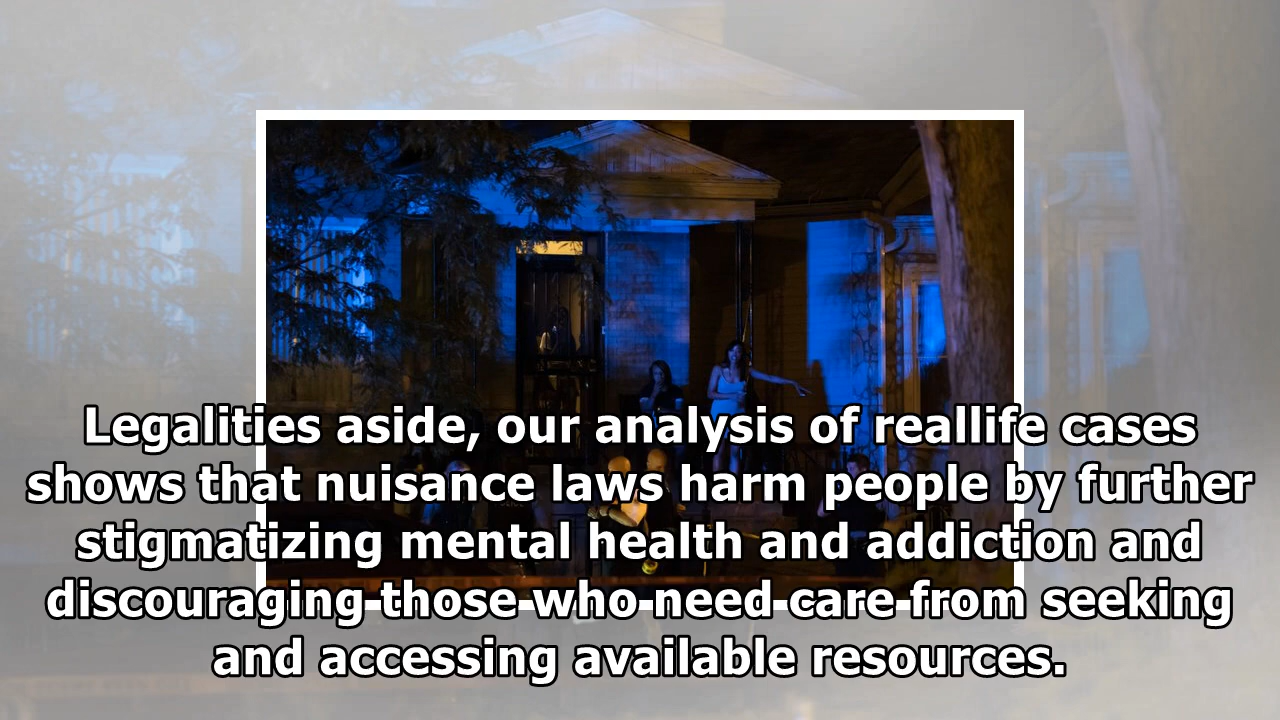 Legalities aside, our analysis of reallife cases
shows that nuisance laws harm people by further
stigmatizing mental health and addiction and
discouraging those who need care from seeking
and accessing available resources.